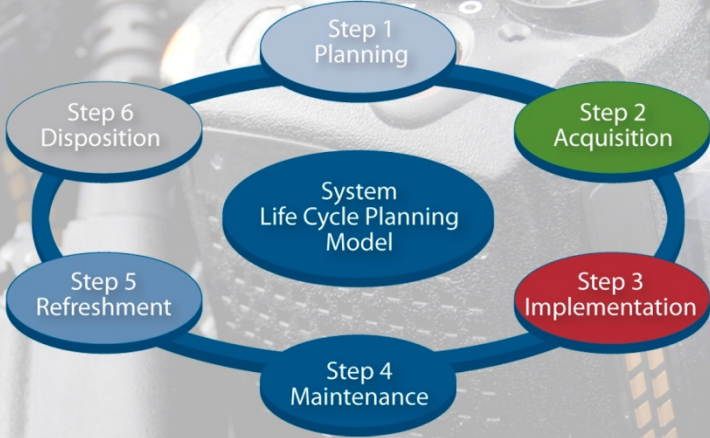 Step 1
Planning
Step 2
Acquisition
Step 3
Implementation
Step 4
Maintenance
Step 5
Refreshment
Step 6
Disposition
System
Life Cycle Planning
Model